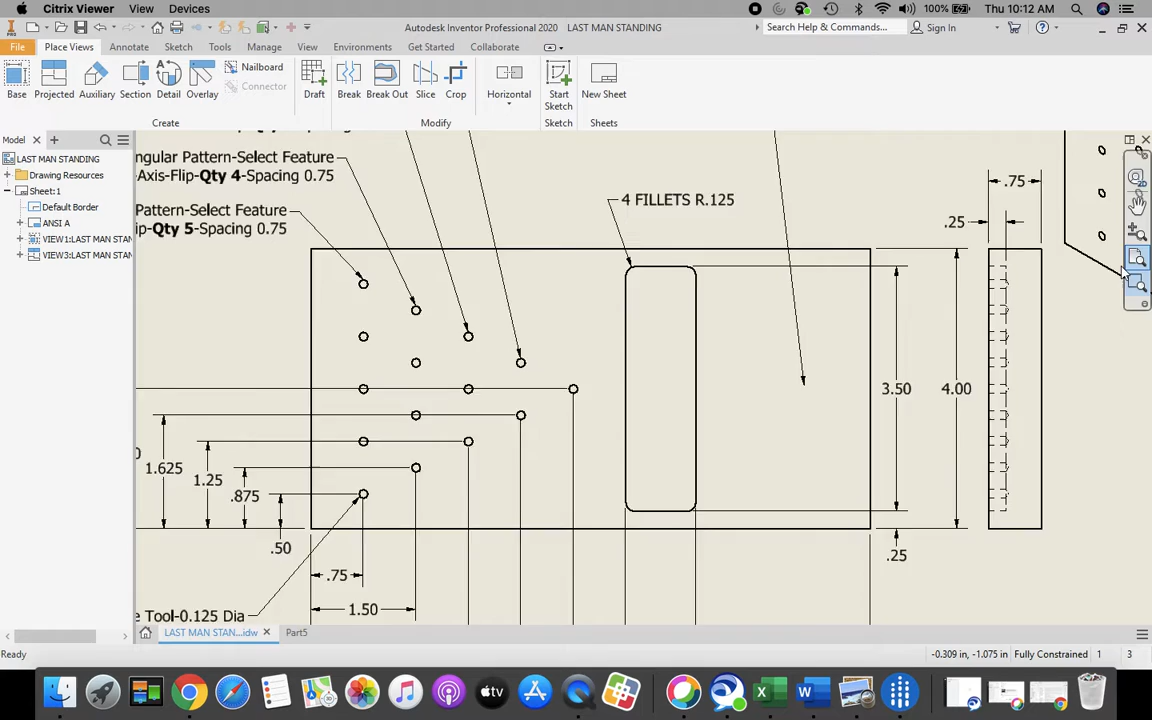 Citrix Viewer View Devices 100% Thu 10:12 AM
PRO Autodesk Inventor Professional 2020 LAST MAN STANDING Search Help & Commands... Sign In
File Place Views Annotate Sketch Tools Manage View Environments Get Started Collaborate
Nailboard
Connector
Base Projected Auxiliary Section Detail Overlay Draft Break Break Out Slice Crop Horizontal Start Sketch New Sheet
Create Modify Sketch Sheets
Model
LAST MAN STANDING
Drawing Resources
Sheet:1
Default Border
ANSI A
VIEW1:LAST MAN STAN
VIEW3:LAST MAN STAN
ngular Pattern-Select Feature
-Axis-Flip-Qty 4-Spacing 0.75
Pattern-Select Feature
ip-Qty 5-Spacing 0.75
4 FILLETS R.125
.75
.25
3.50
4.00
0
1.625
1.25
.875
.50
.25
.75
1.50
e Tool-0.125 Dia
LAST MAN STAN...idw Part5
Ready -0.309 in, -1.075 in Fully Constrained 1 3
tv